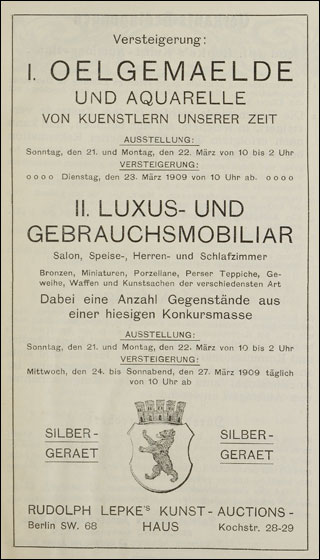 Versteigerung:
I. OELGEMAELDE
UND AQUARELLE
VON KUENSTLERN UNSERER ZEIT
AUSSTELLUNG:
Sonntag, den 21. und Montag, den 22. März von 10 bis 2 Uhr
VERSTEIGERUNG:
oooo Dienstag, den 23. März 1909 von 10 Uhr ab. oooo
II. LUXUS- UND
GEBRAUCHSMOBILIAR
Salon, Speise-, Herren- und Schlafzimmer
Bronzen, Miniaturen, Porzellane, Perser Teppiche, Ge-
weihe, Waffen und Kunstsachen der verschiedensten Art
Dabei eine Anzahl Gegenstände aus
einer hiesigen Konkursmasse
AUSSTELLUNG:
Sonntag, den 21. und Montag, den 22. März von 10 bis 2 Uhr
VERSTEIGERUNG:
Mittwoch, den 24. bis Sonnabend, den 27. März 1909 täglich
von 10 Uhr ab
SILBER-
GERAET
SILBER-
GERAET
RUDOLPH LEPKE's KUNST-AUCTIONS-
Berlin SW. 68 HAUS Kochstr. 28-29